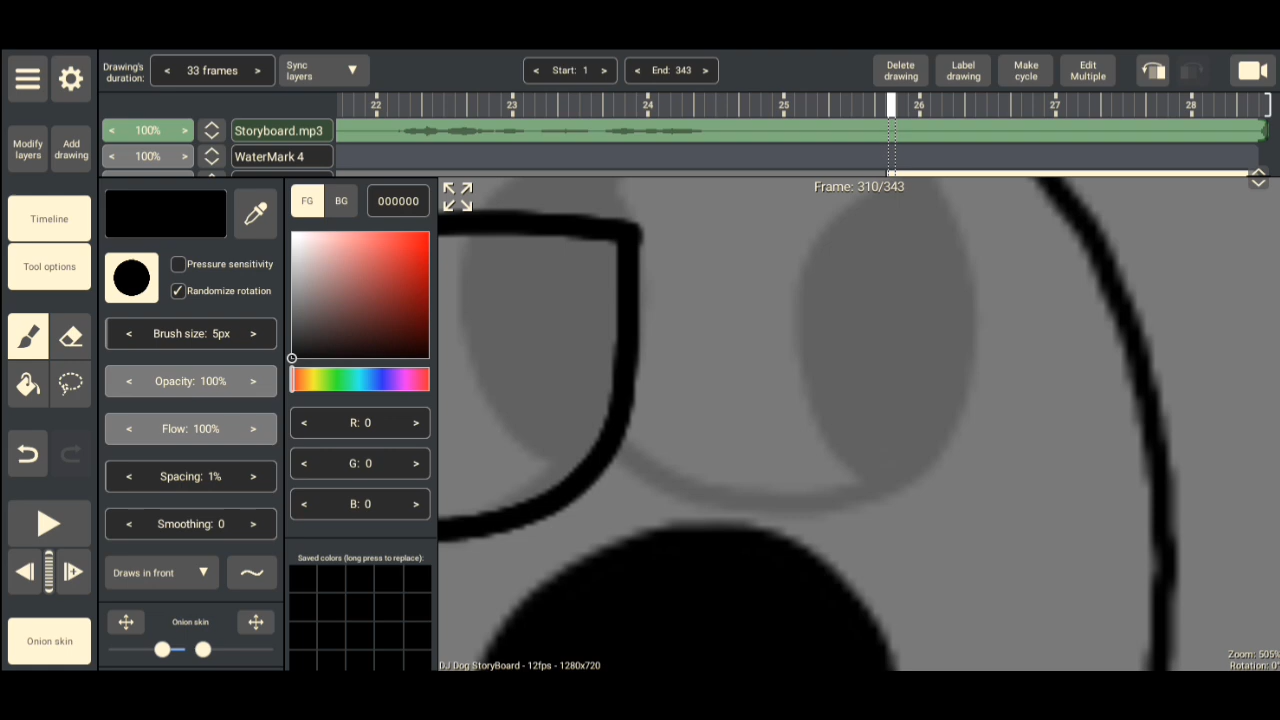 Drawing's
duration:
< 33 frames >
Sync
layers
< Start: 1 >
< End: 343 >
Delete
drawing
Label
drawing
Make
cycle
Edit
Multiple
22 23 24 25 26 27 28
Modify
layers
Add
drawing
< 100% >
Storyboard.mp3
< 100% >
WaterMark 4
Timeline
Tool options
FG
BG
000000
Frame: 310/343
Pressure sensitivity
Randomize rotation
< Brush size: 5px >
< Opacity: 100% >
< Flow: 100% >
< Spacing: 1% >
< Smoothing: 0 >
< R: 0 >
< G: 0 >
< B: 0 >
Saved colors (long press to replace):
Draws in front
Onion skin
Onion skin
DJ Dog StoryBoard - 12fps - 1280x720
Zoom: 505%
Rotation: 0°